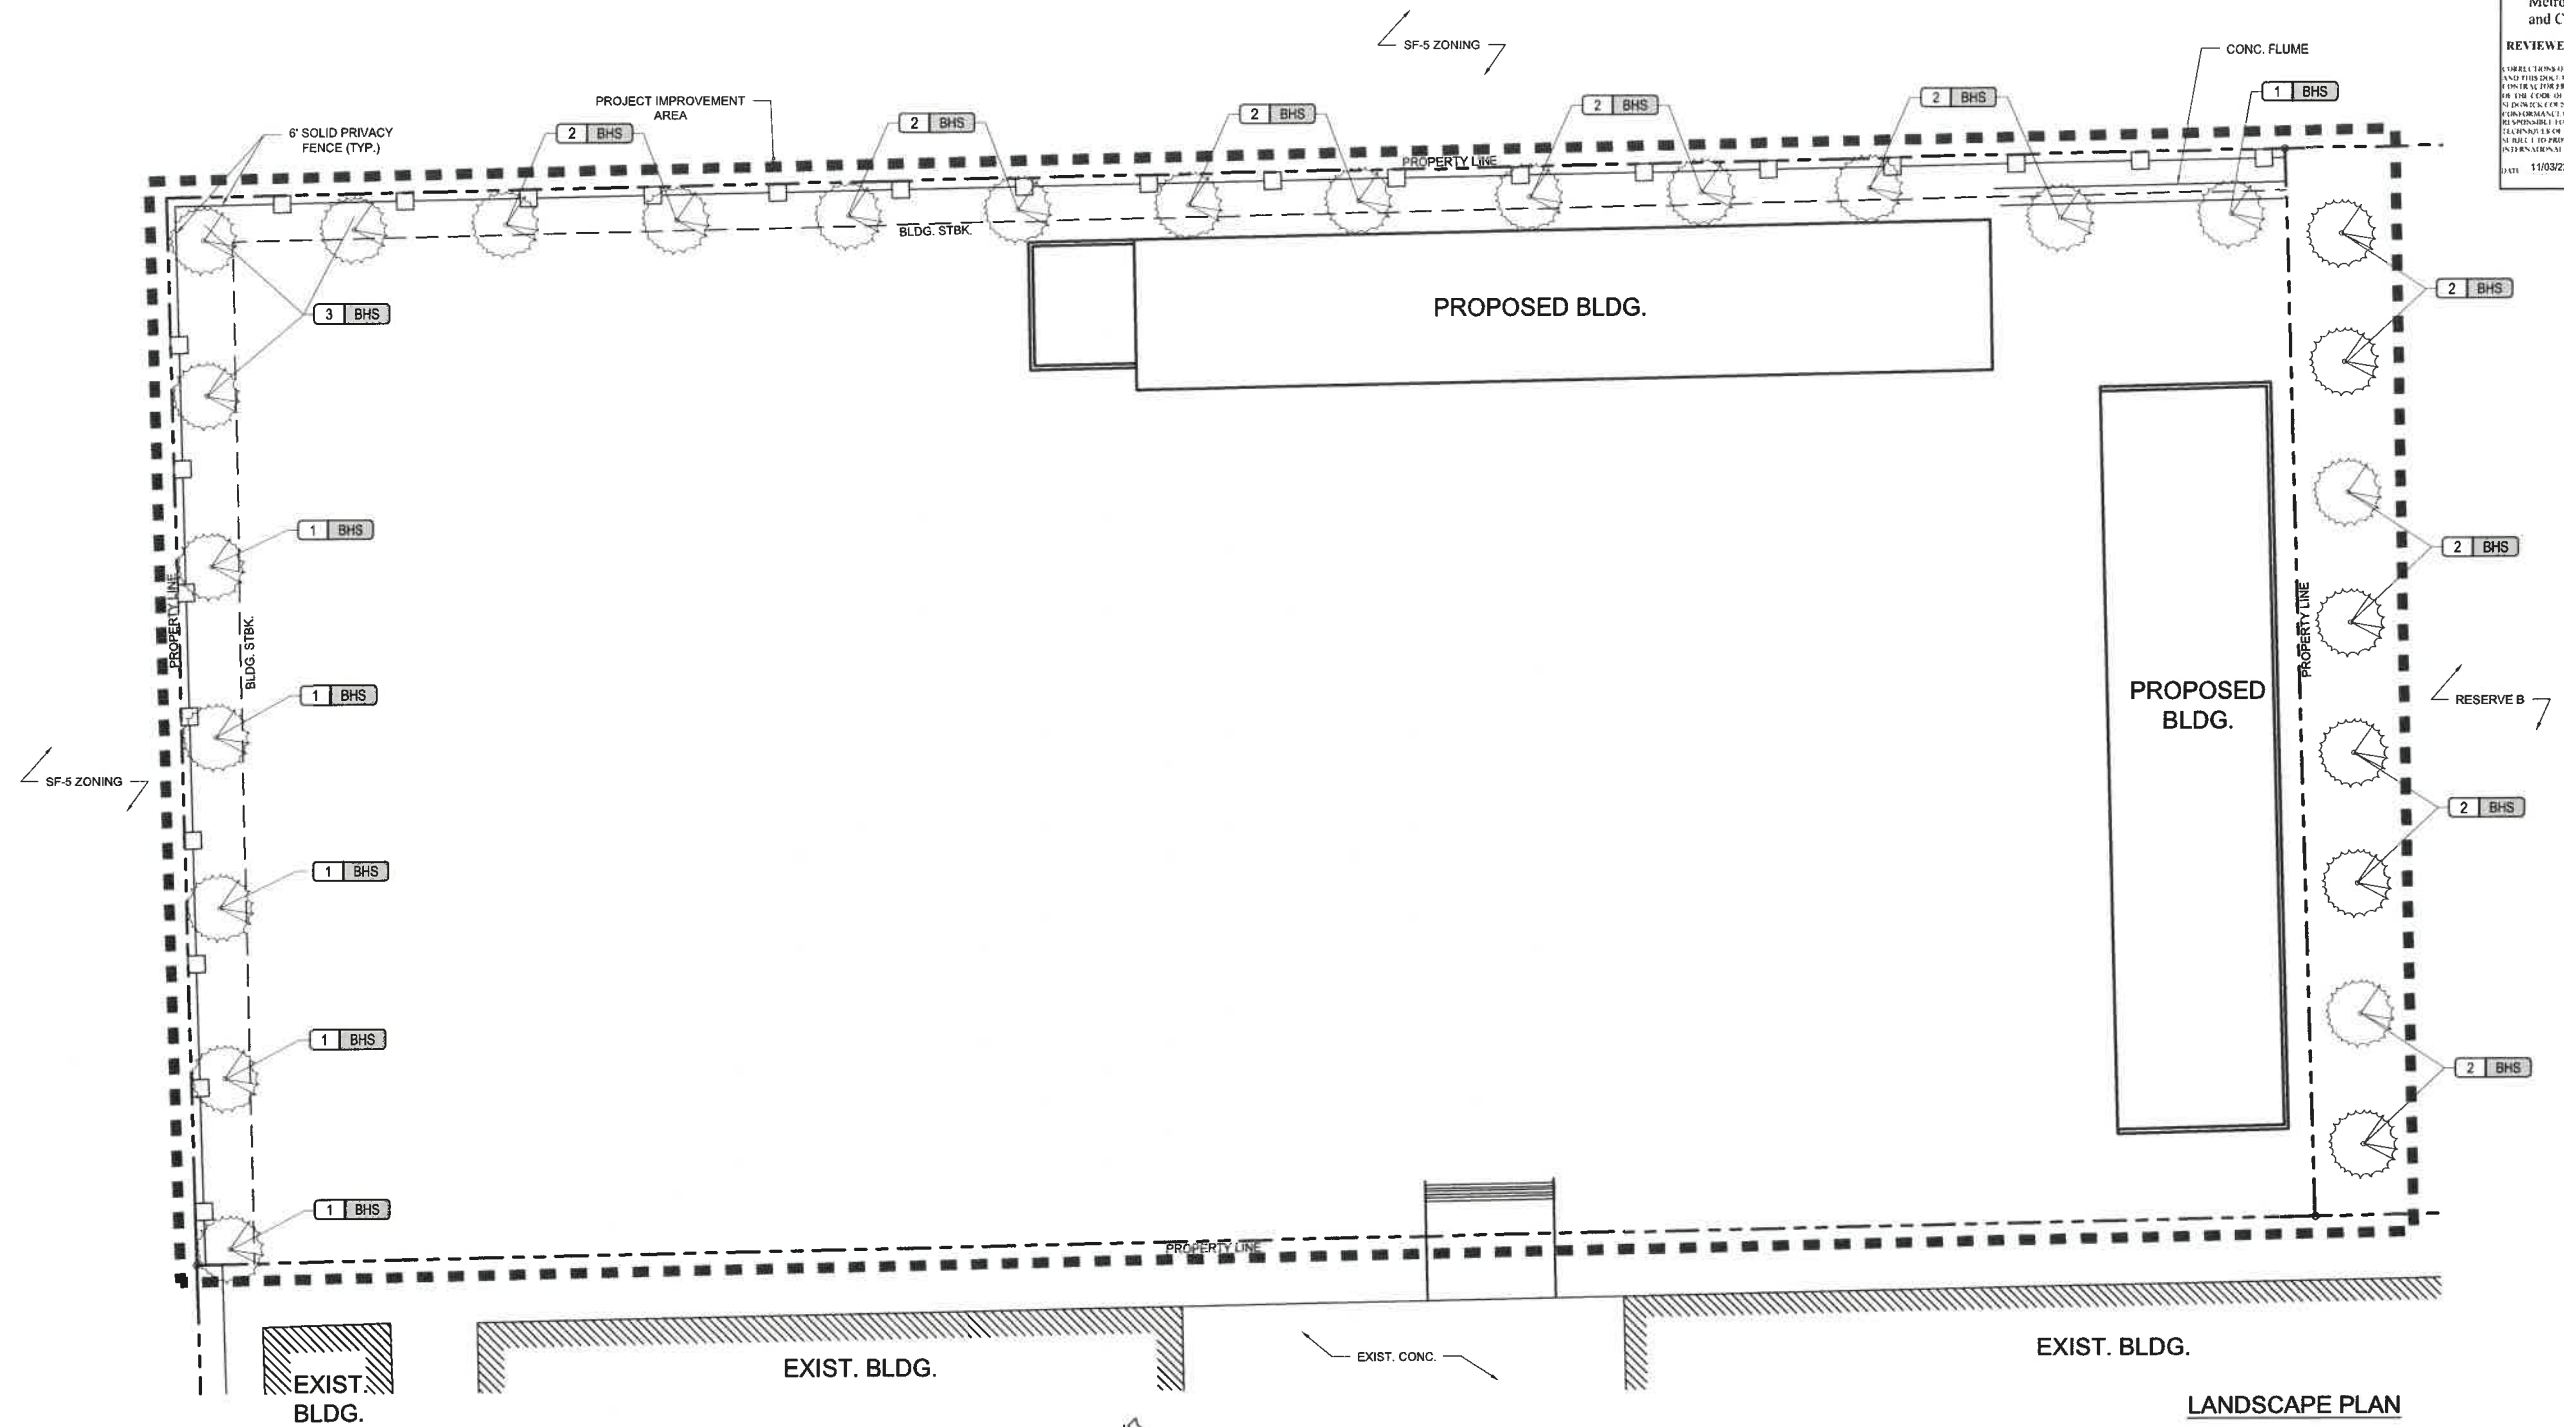 SF-5 ZONING
and C
REVIEWE
CONC. FLUME
1 BHS
PROJECT IMPROVEMENT
AREA
2 BHS
2 BHS
2 BHS
2 BHS
2 BHS
6' SOLID PRIVACY
FENCE (TYP.)
PROPERTY LINE
11/03/2
BLDG. STBK.
3 BHS
PROPOSED BLDG.
2 BHS
1 BHS
2 BHS
PROPERTY LINE
BLDG. STBK.
PROPERTY LINE
1 BHS
PROPOSED
BLDG.
RESERVE B
SF-5 ZONING
2 BHS
1 BHS
1 BHS
2 BHS
1 BHS
PROPERTY LINE
EXIST.
BLDG.
EXIST. BLDG.
EXIST. CONC.
EXIST. BLDG.
LANDSCAPE PLAN